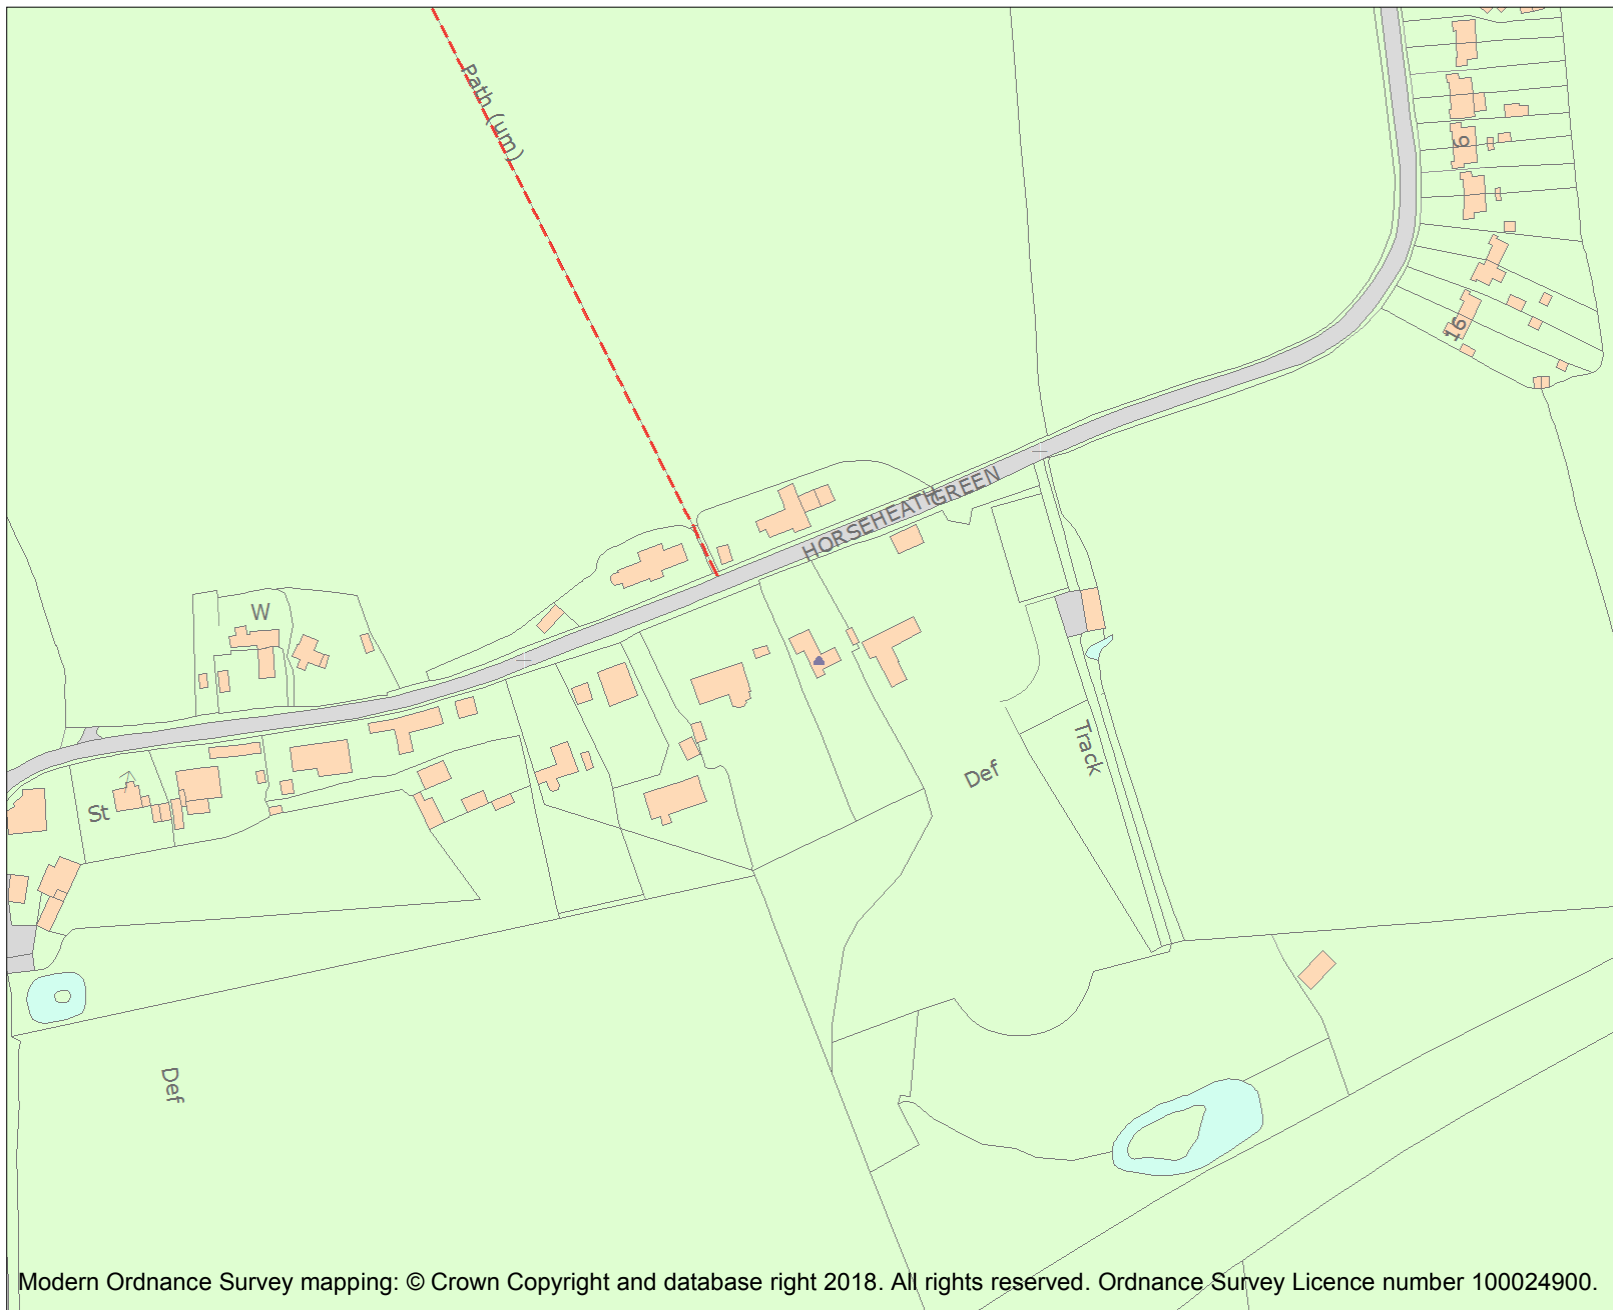 Path (um)
6
16
HORSEHEATH GREEN
W
Track
Def
St
Def
Modern Ordnance Survey mapping: © Crown Copyright and database right 2018. All rights reserved. Ordnance Survey Licence number 100024900.